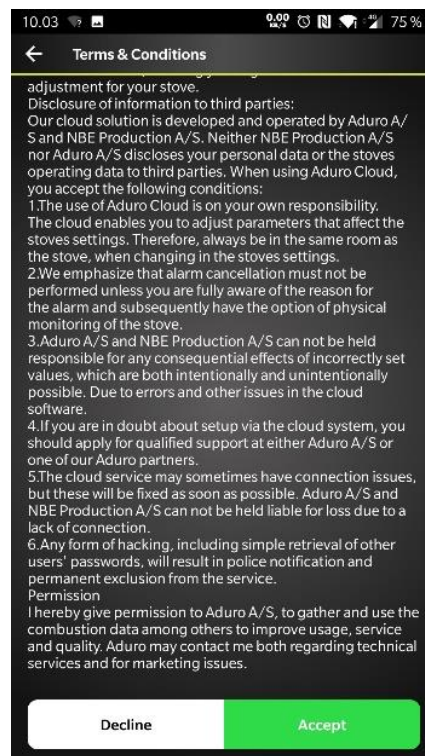 10.03
0.00
KB/S
4G
75 %
Terms & Conditions
adjustment for your stove.
Disclosure of information to third parties:
Our cloud solution is developed and operated by Aduro A/
S and NBE Production A/S. Neither NBE Production A/S
nor Aduro A/S discloses your personal data or the stoves
operating data to third parties. When using Aduro Cloud,
you accept the following conditions:
1.The use of Aduro Cloud is on your own responsibility.
The cloud enables you to adjust parameters that affect the
stoves settings. Therefore, always be in the same room as
the stove, when changing in the stoves settings.
2.We emphasize that alarm cancellation must not be
performed unless you are fully aware of the reason for
the alarm and subsequently have the option of physical
monitoring of the stove.
3.Aduro A/S and NBE Production A/S can not be held
responsible for any consequential effects of incorrectly set
values, which are both intentionally and unintentionally
possible. Due to errors and other issues in the cloud
software.
4.If you are in doubt about setup via the cloud system, you
should apply for qualified support at either Aduro A/S or
one of our Aduro partners.
5.The cloud service may sometimes have connection issues,
but these will be fixed as soon as possible. Aduro A/S and
NBE Production A/S can not be held liable for loss due to a
lack of connection.
6.Any form of hacking, including simple retrieval of other
users' passwords, will result in police notification and
permanent exclusion from the service.
Permission
I hereby give permission to Aduro A/S, to gather and use the
combustion data among others to improve usage, service
and quality. Aduro may contact me both regarding technical
services and for marketing issues.
Decline
Accept